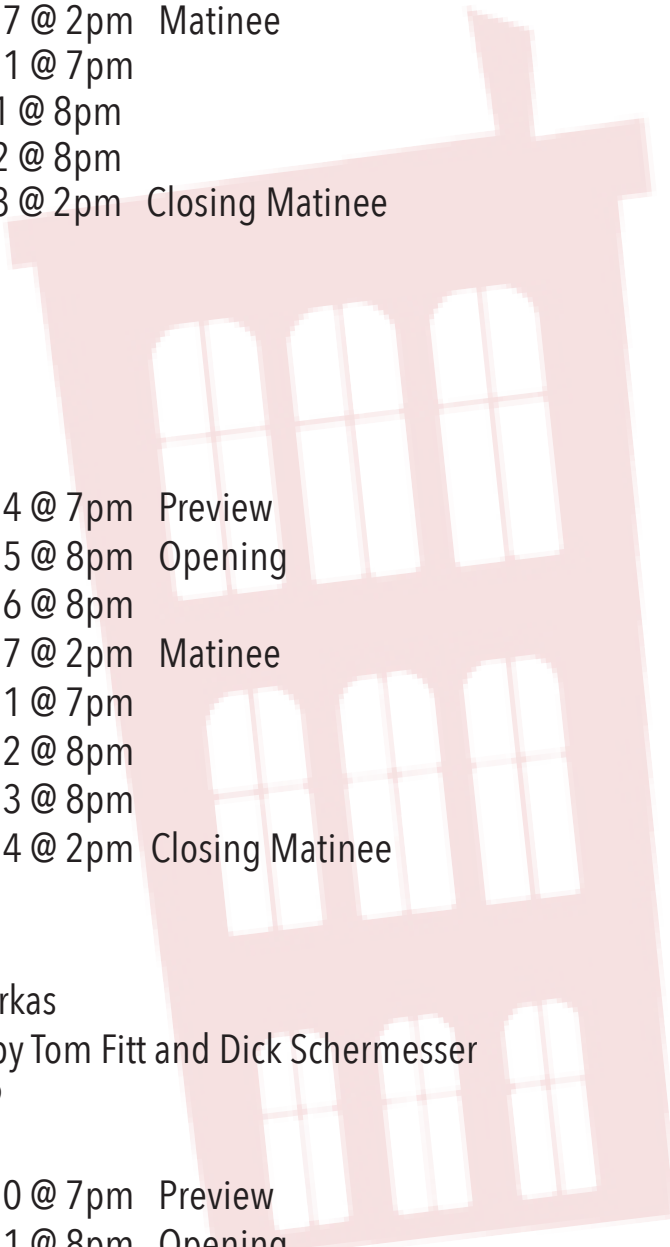 7 @ 2pm Matinee
1 @ 7pm
1 @ 8pm
2 @ 8pm
3 @ 2pm Closing Matinee
4 @ 7pm Preview
5 @ 8pm Opening
6 @ 8pm
7 @ 2pm Matinee
1 @ 7pm
2 @ 8pm
3 @ 8pm
4 @ 2pm Closing Matinee
rkas
by Tom Fitt and Dick Schermesser
0 @ 7pm Preview
1 @ 8pm Opening